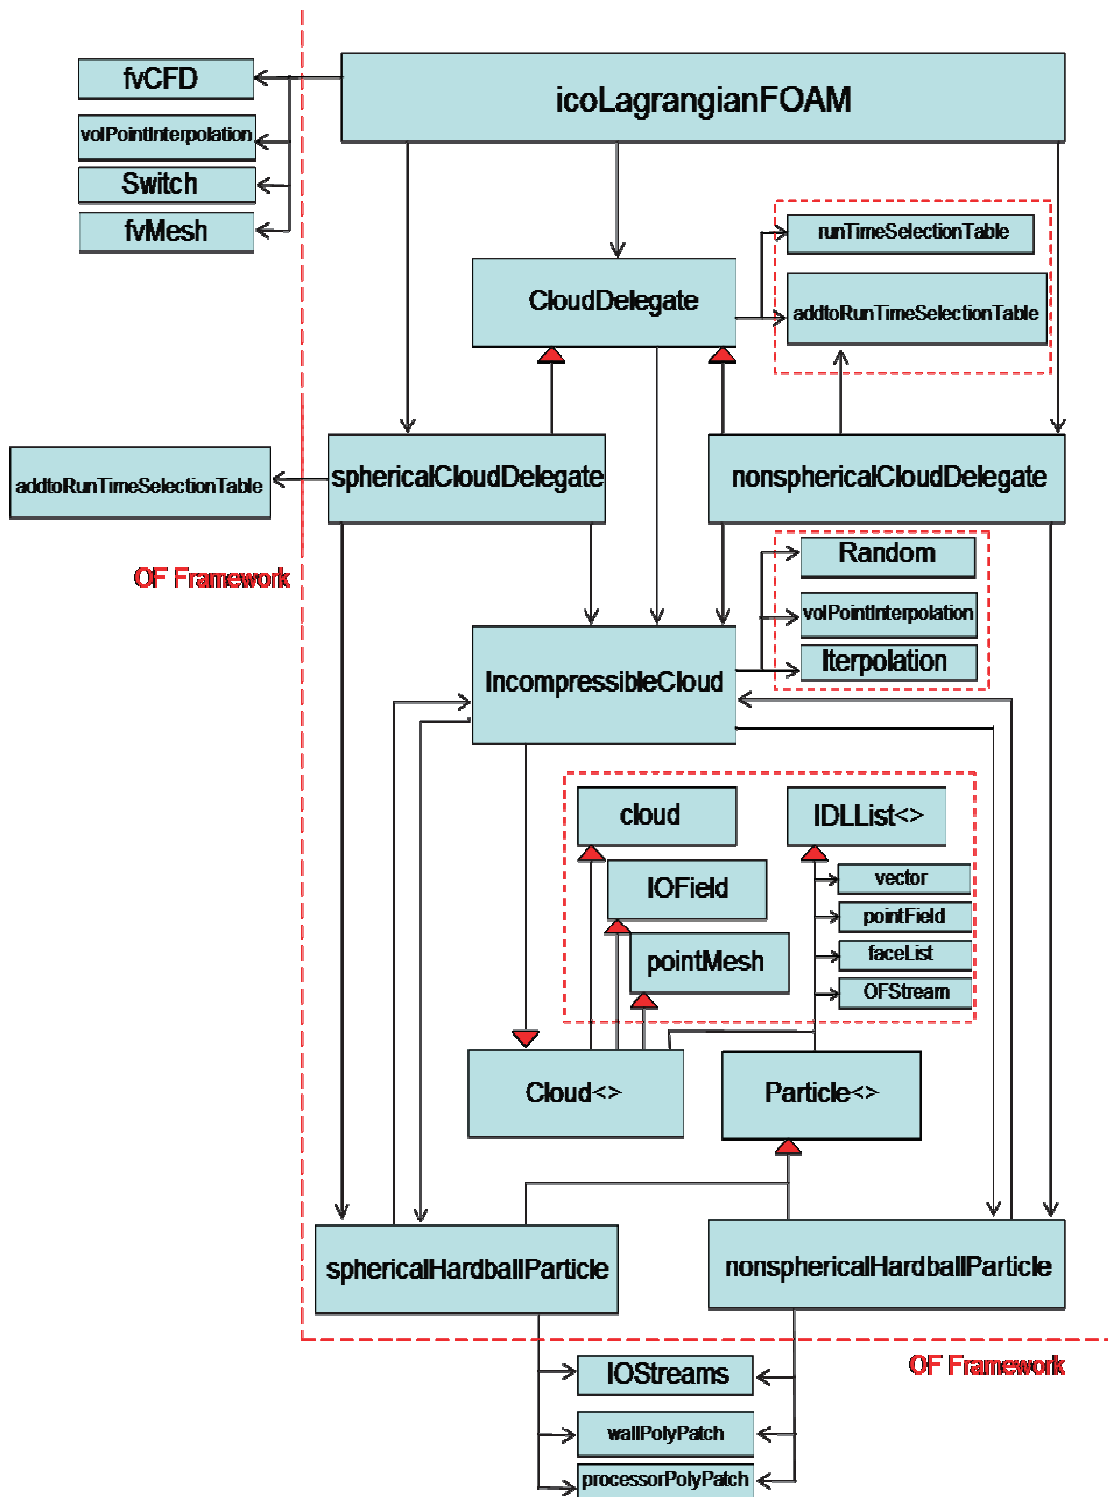 fvCFD
icoLagrangianFOAM
volPointInterpolation
Switch
fvMesh
runTimeSelectionTable
CloudDelegate
addtoRunTimeSelectionTable
sphericalCloudDelegate
nonsphericalCloudDelegate
addtoRunTimeSelectionTable
Random
OF Framework
volPointInterpolation
Iterpolation
IncompressibleCloud
cloud
IDLList<>
IOField
vector
pointField
pointMesh
faceList
OFStream
Cloud<>
Particle<>
sphericalHardballParticle
nonsphericalHardballParticle
OF Framework
IOStreams
wallPolyPatch
processorPolyPatch